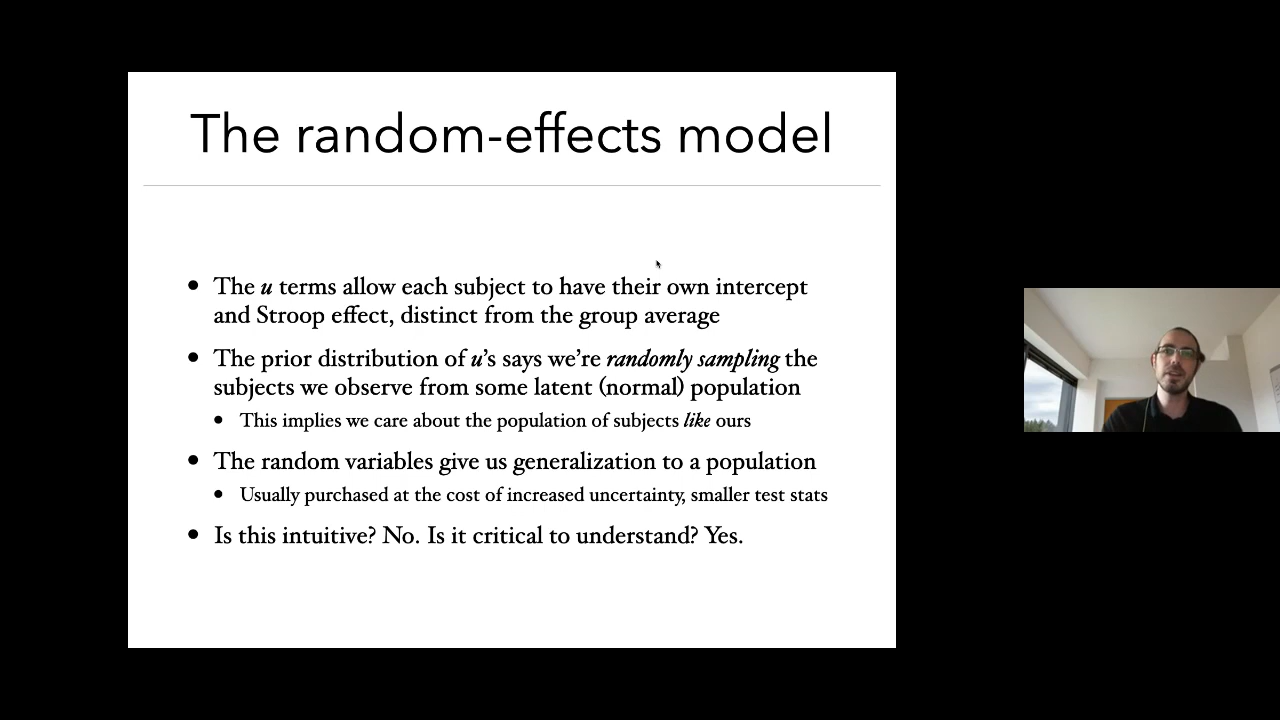 The random-effects model
• The u terms allow each subject to have their own intercept
and Stroop effect, distinct from the group average
• The prior distribution of u’s says we’re randomly sampling the
subjects we observe from some latent (normal) population
• This implies we care about the population of subjects like ours
• The random variables give us generalization to a population
• Usually purchased at the cost of increased uncertainty, smaller test stats
• Is this intuitive? No. Is it critical to understand? Yes.